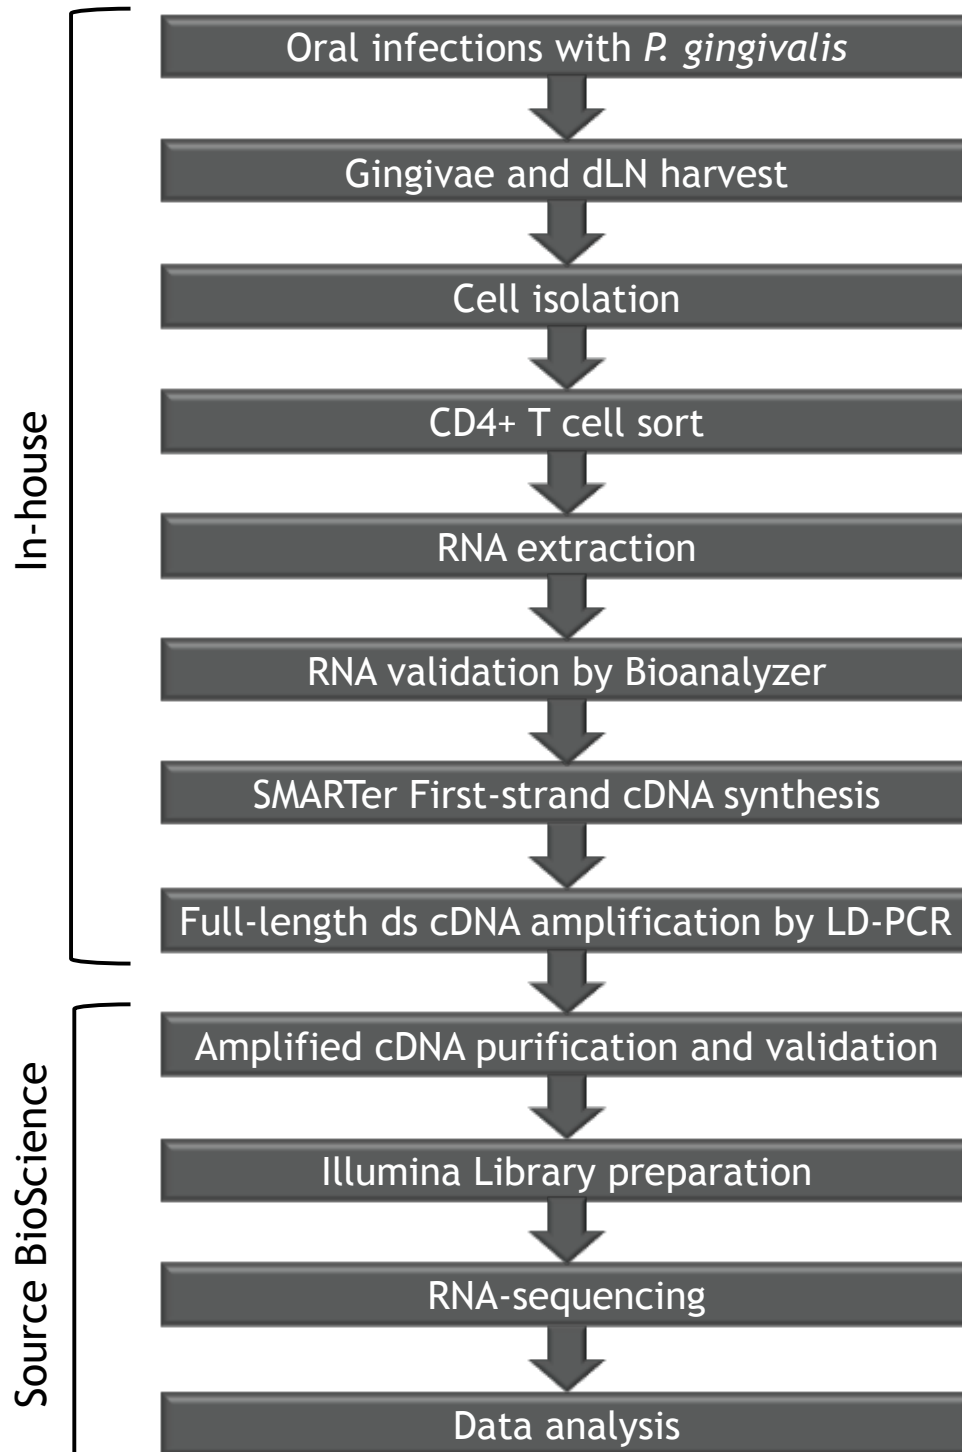 In-house
Oral infections with P. gingivalis
Gingivae and dLN harvest
Cell isolation
CD4+ T cell sort
RNA extraction
RNA validation by Bioanalyzer
SMARTer First-strand cDNA synthesis
Full-length ds cDNA amplification by LD-PCR
Source BioScience
Amplified cDNA purification and validation
Illumina Library preparation
RNA-sequencing
Data analysis